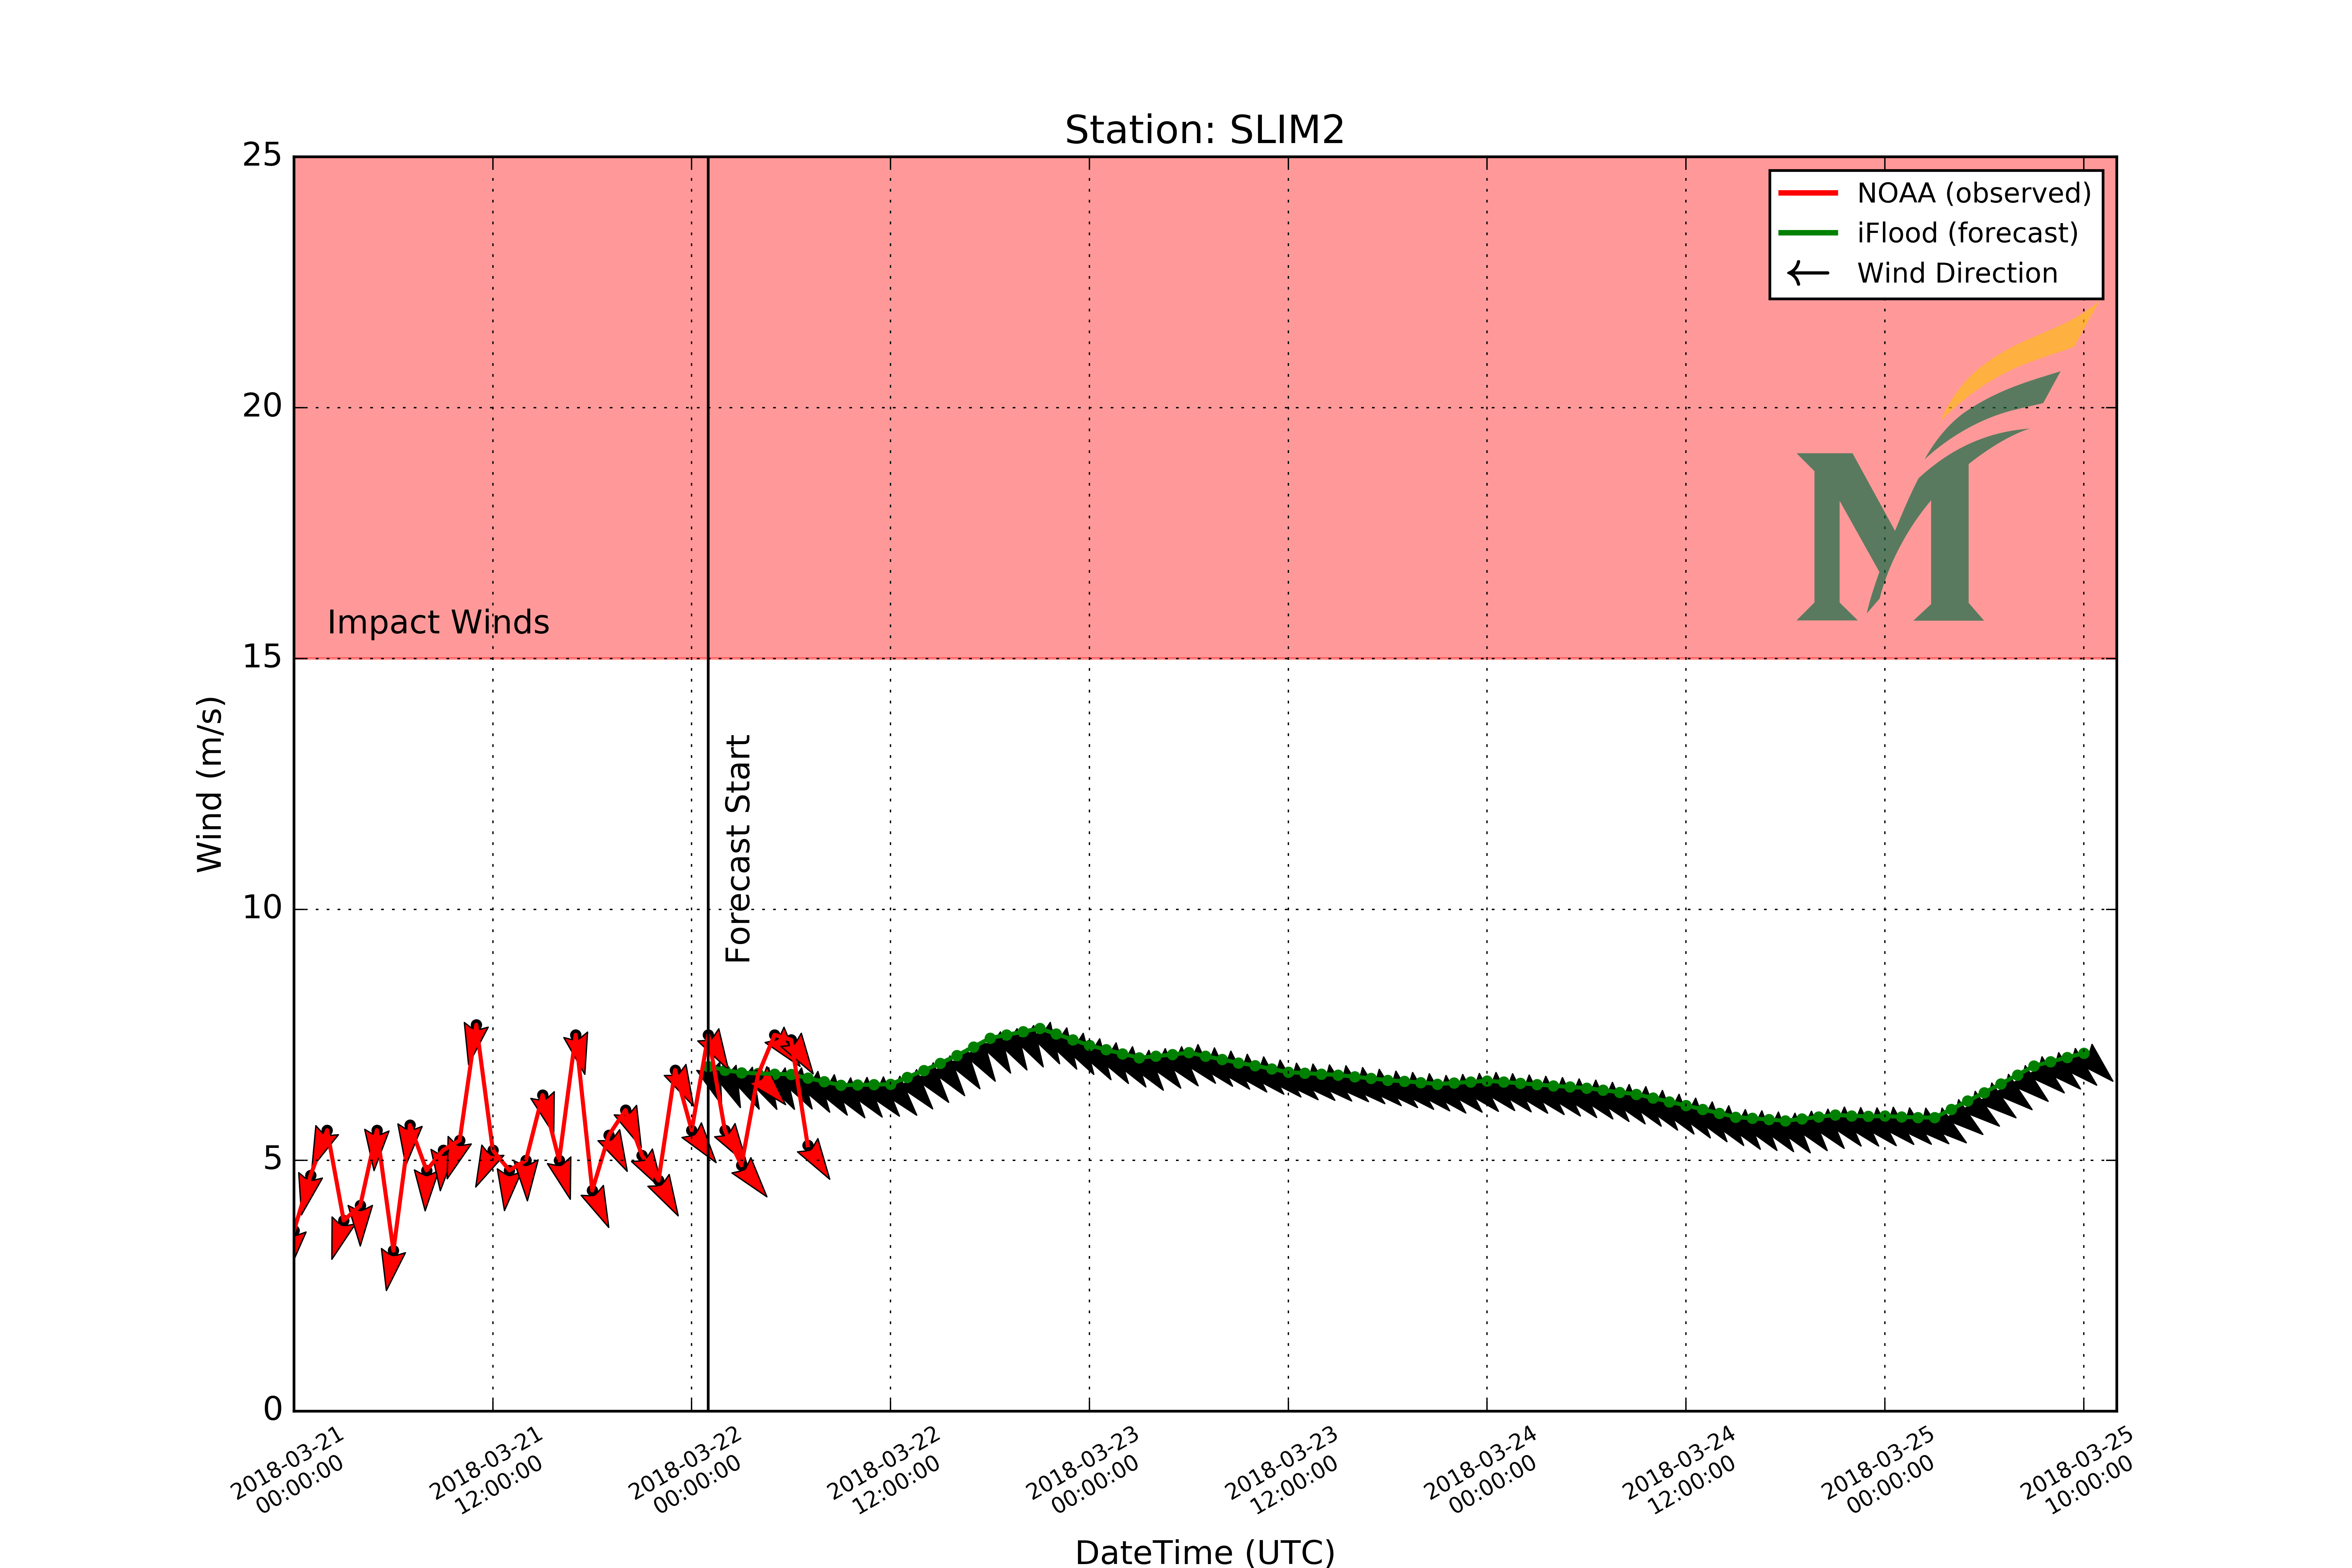 Station: SLIM2
25
20
15
10
5
0
Wind (m/s)
NOAA (observed)
iFlood (forecast)
Wind Direction
M
Impact Winds
Forecast Start
2018-03-21
00:00:00
2018-03-21
12:00:00
2018-03-22
00:00:00
2018-03-22
12:00:00
2018-03-23
00:00:00
2018-03-23
12:00:00
2018-03-24
00:00:00
2018-03-24
12:00:00
2018-03-25
00:00:00
2018-03-25
10:00:00
DateTime (UTC)